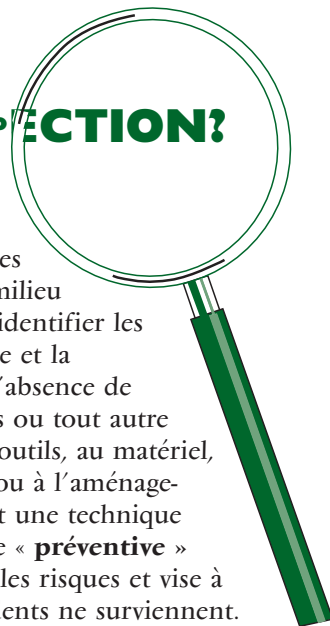 PECTION?
es
milieu
identifier les
e et la
l'absence de
s ou tout autre
outils, au matériel,
ou à l'aménage-
t une technique
e « préventive »
les risques et vise à
ents ne surviennent.